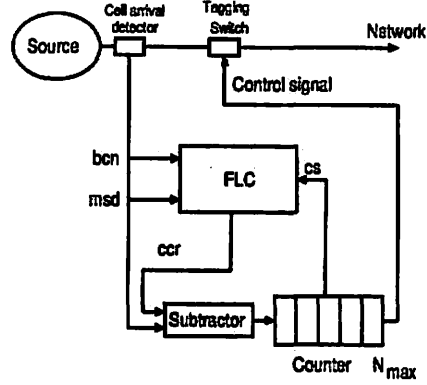 Cell arrival
detector
Tagging
Switch
Source
Network
Control signal
bcn
FLC
cs
msd
ccr
Subtractor
Counter
N max